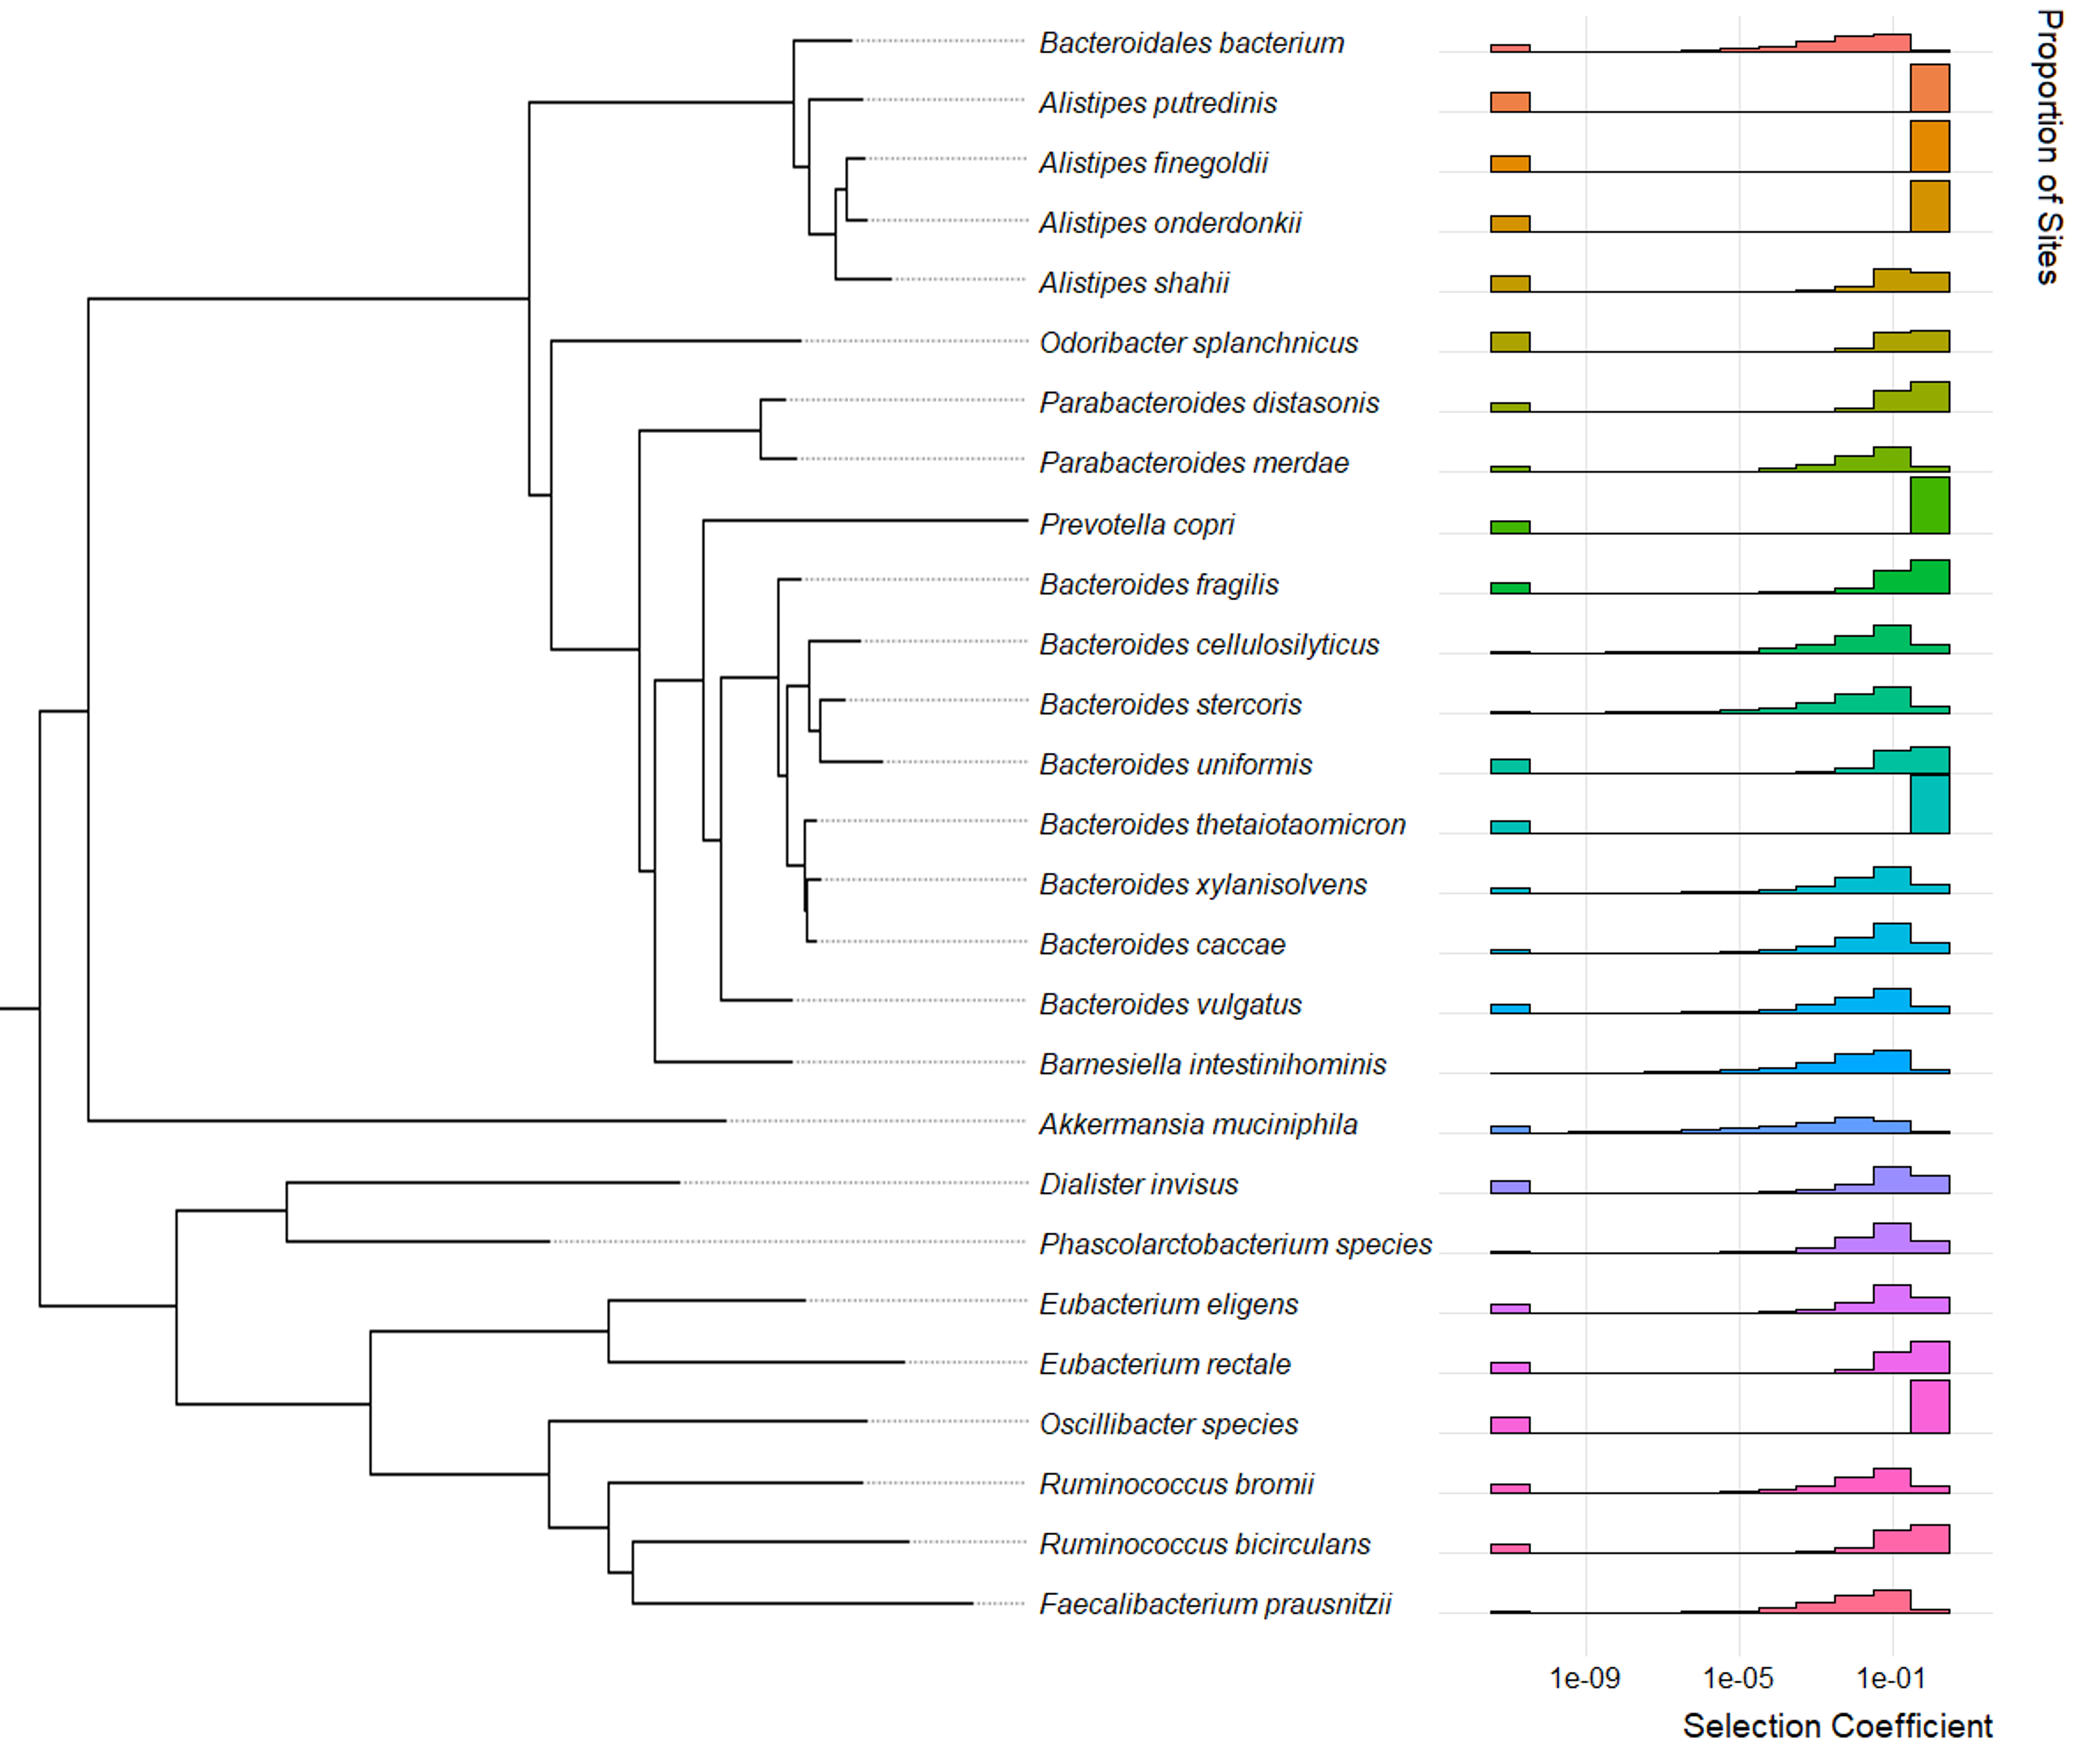 Bacteroidales bacterium
Alistipes putredinis
Alistipes finegoldii
Alistipes onderdonkii
Alistipes shahii
Odoribacter splanchnicus
Parabacteroides distasonis
Parabacteroides merdae
Prevotella copri
Bacteroides fragilis
Bacteroides cellulosilyticus
Bacteroides stercoris
Bacteroides uniformis
Bacteroides thetaiotaomicron
Bacteroides xylanisolvens
Bacteroides caccae
Bacteroides vulgatus
Barnesiella intestinihominis
Akkermansia muciniphila
Dialister invisus
Phascolarctobacterium species
Eubacterium eligens
Eubacterium rectale
Oscillibacter species
Ruminococcus bromii
Ruminococcus bicirculans
Faecalibacterium prausnitzii
Proportion of Sites
1e-09 1e-05 1e-01
Selection Coefficient